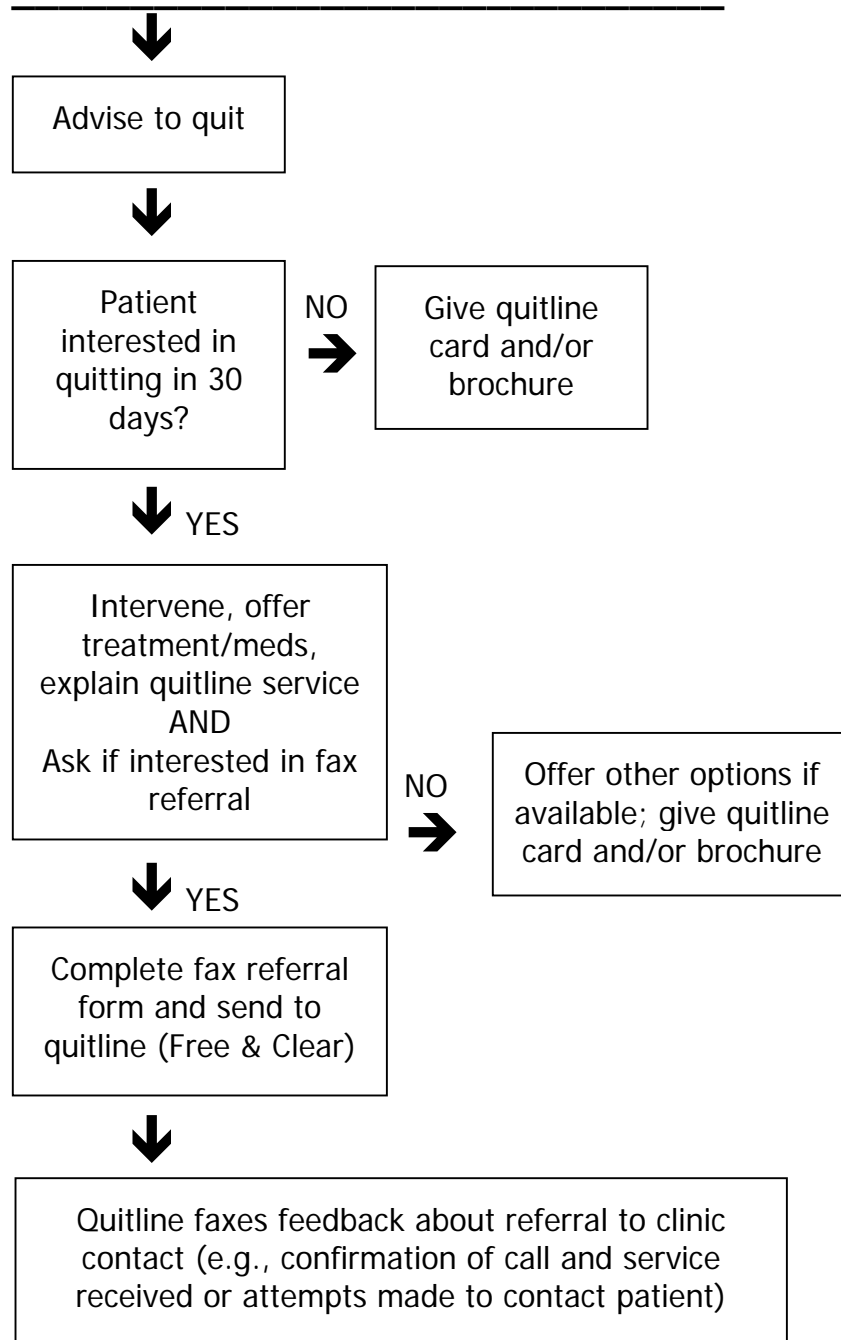 Advise to quit
Patient
interested in
quitting in 30
days?
NO
Give quitline
card and/or
brochure
YES
Intervene, offer
treatment/meds,
explain quitline service
AND
Ask if interested in fax
referral
NO
Offer other options if
available; give quitline
card and/or brochure
YES
Complete fax referral
form and send to
quitline (Free & Clear)
Quitline faxes feedback about referral to clinic
contact (e.g., confirmation of call and service
received or attempts made to contact patient)